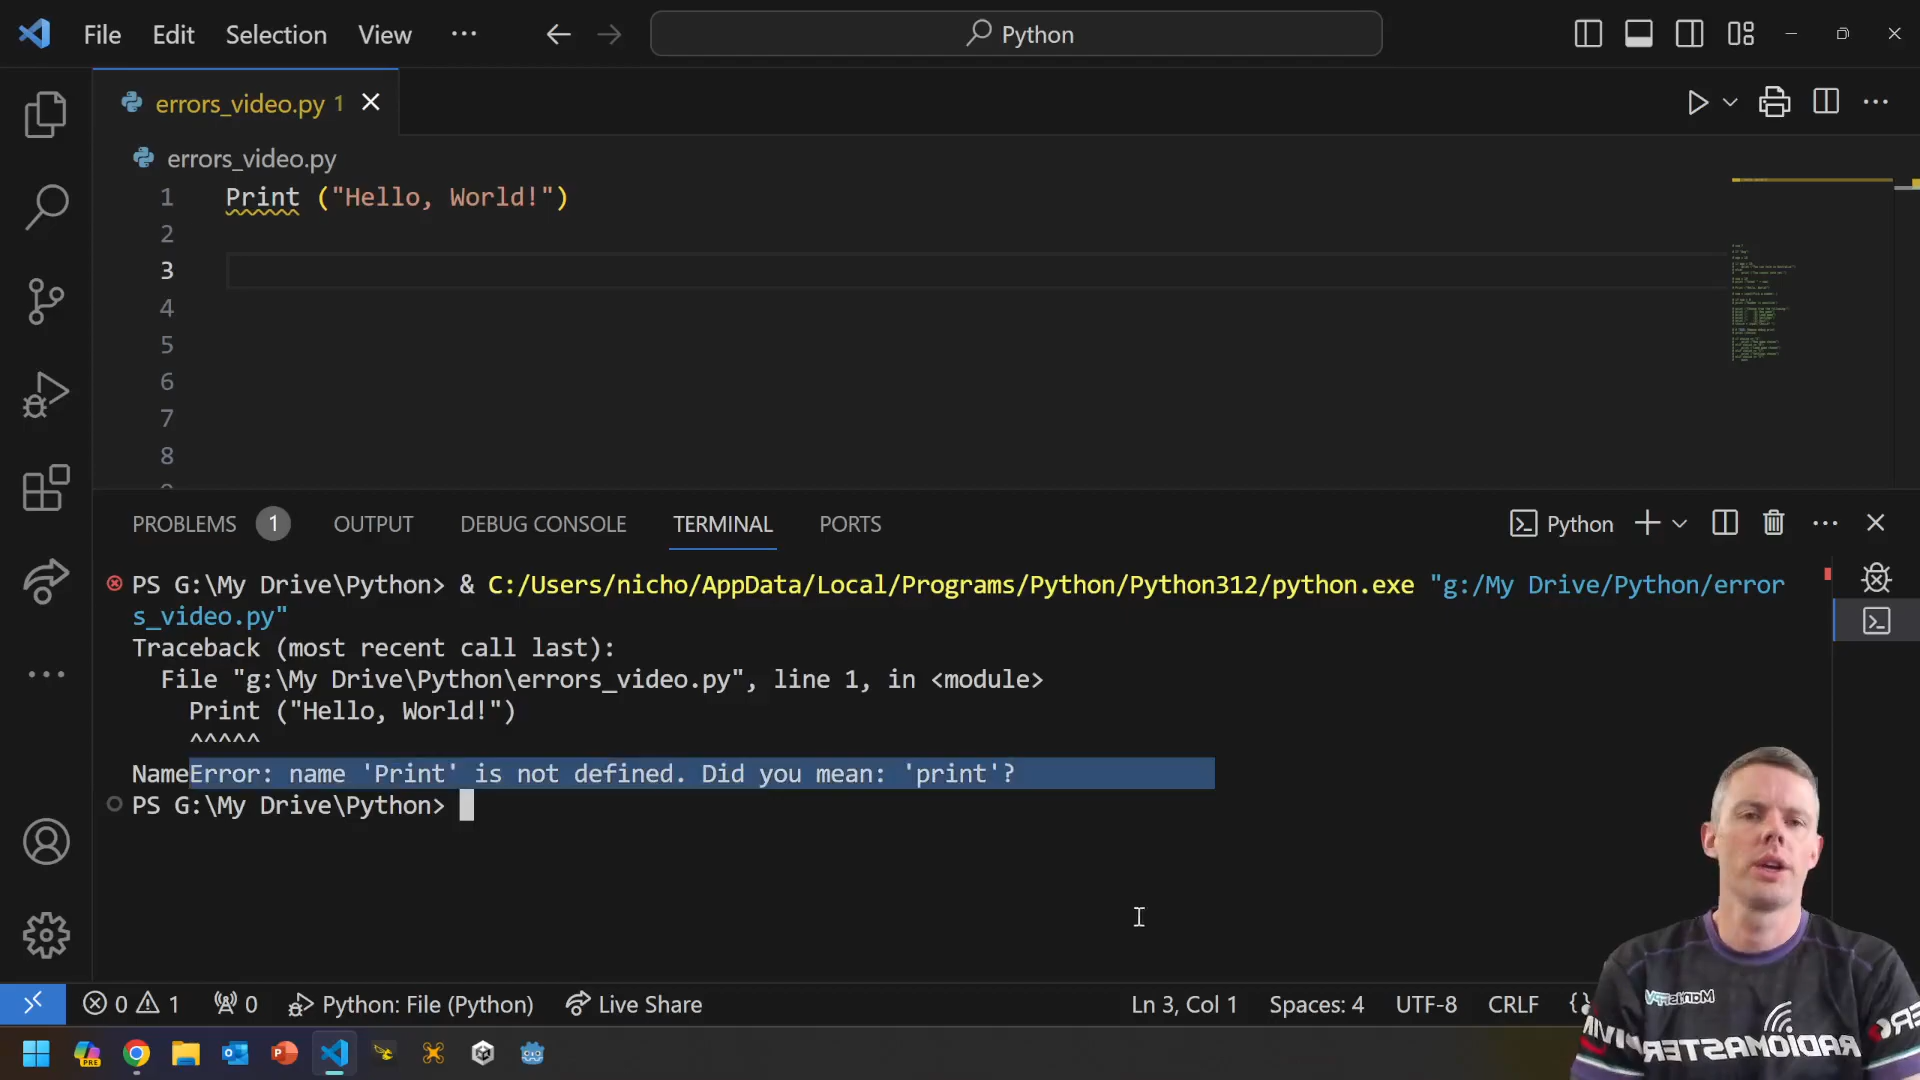 File Edit Selection View ··· Python
errors_video.py 1
errors_video.py
1 Print ("Hello, World!")
2
3
4
5
6
7
8
PROBLEMS 1 OUTPUT DEBUG CONSOLE TERMINAL PORTS Python
PS G:\My Drive\Python> & C:/Users/nicho/AppData/Local/Programs/Python/Python312/python.exe "g:/My Drive/Python/error
s_video.py"
Traceback (most recent call last):
File "g:\My Drive\Python\errors_video.py", line 1, in <module>
Print ("Hello, World!")
^^^^^
NameError: name 'Print' is not defined. Did you mean: 'print'?
PS G:\My Drive\Python>
0 1 0 Python: File (Python) Live Share Ln 3, Col 1 Spaces: 4 UTF-8 CRLF
PRE
RADIOMASTER